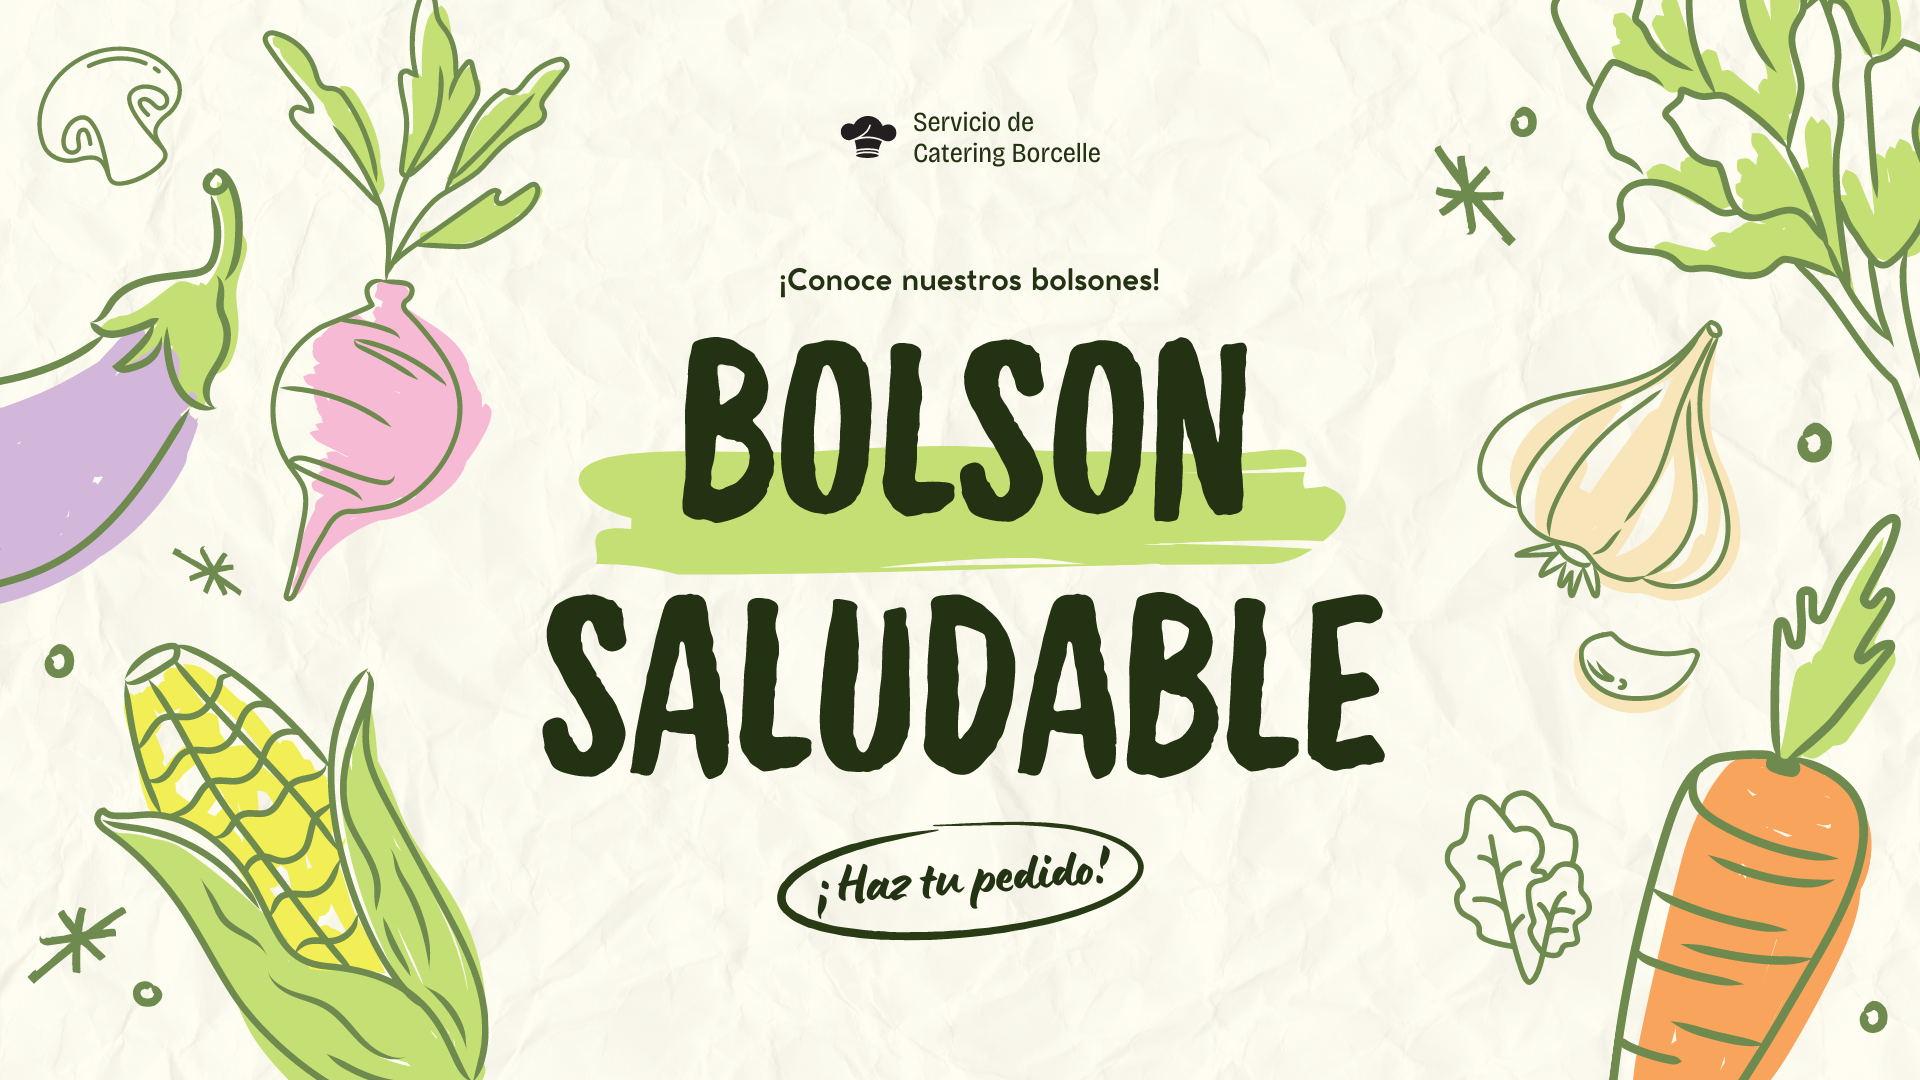 Servicio de
Catering Borcelle
¡Conoce nuestros bolsones!
BOLSON
SALUDABLE
¡Haz tu pedido!